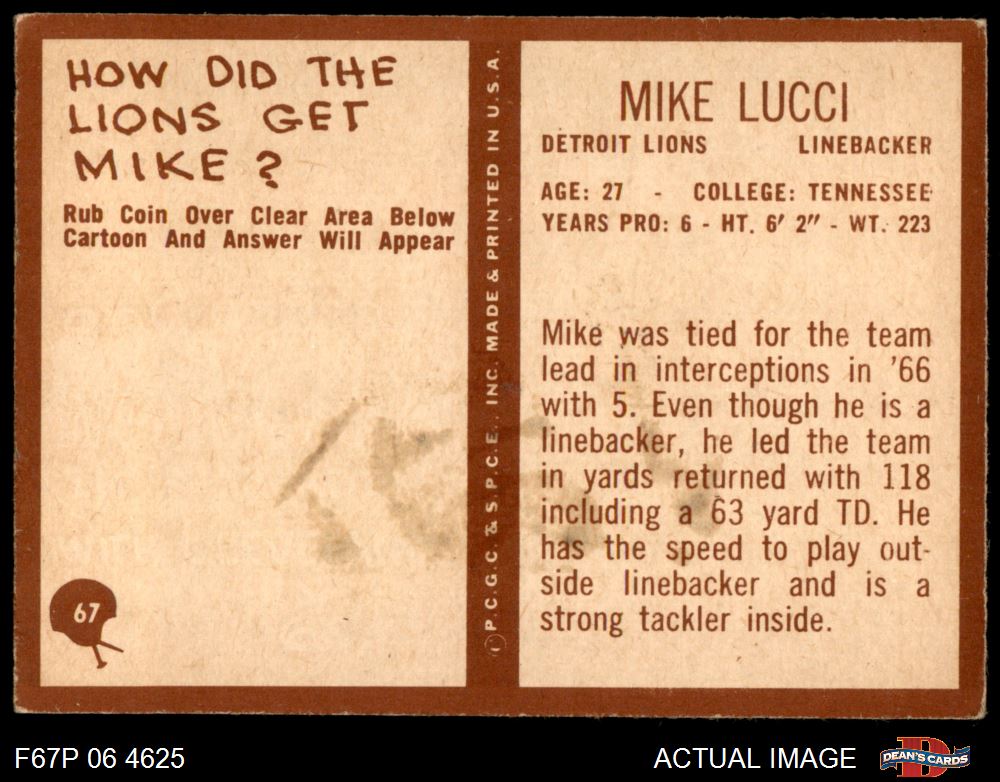 HOW DID THE
LIONS GET
MIKE?
Rub Coin Over Clear Area Below
Cartoon And Answer Will Appear
67
© P.C.G.C. & S.P.C.E., INC. MADE & PRINTED IN U.S.A.
MIKE LUCCI
DETROIT LIONS LINEBACKER
AGE: 27 - COLLEGE: TENNESSEE
YEARS PRO: 6 - HT. 6' 2" - WT. 223
Mike was tied for the team
lead in interceptions in '66
with 5. Even though he is a
linebacker, he led the team
in yards returned with 118
including a 63 yard TD. He
has the speed to play out-
side linebacker and is a
strong tackler inside.
F67P 06 4625
ACTUAL IMAGE
D
DEAN'S CARDS